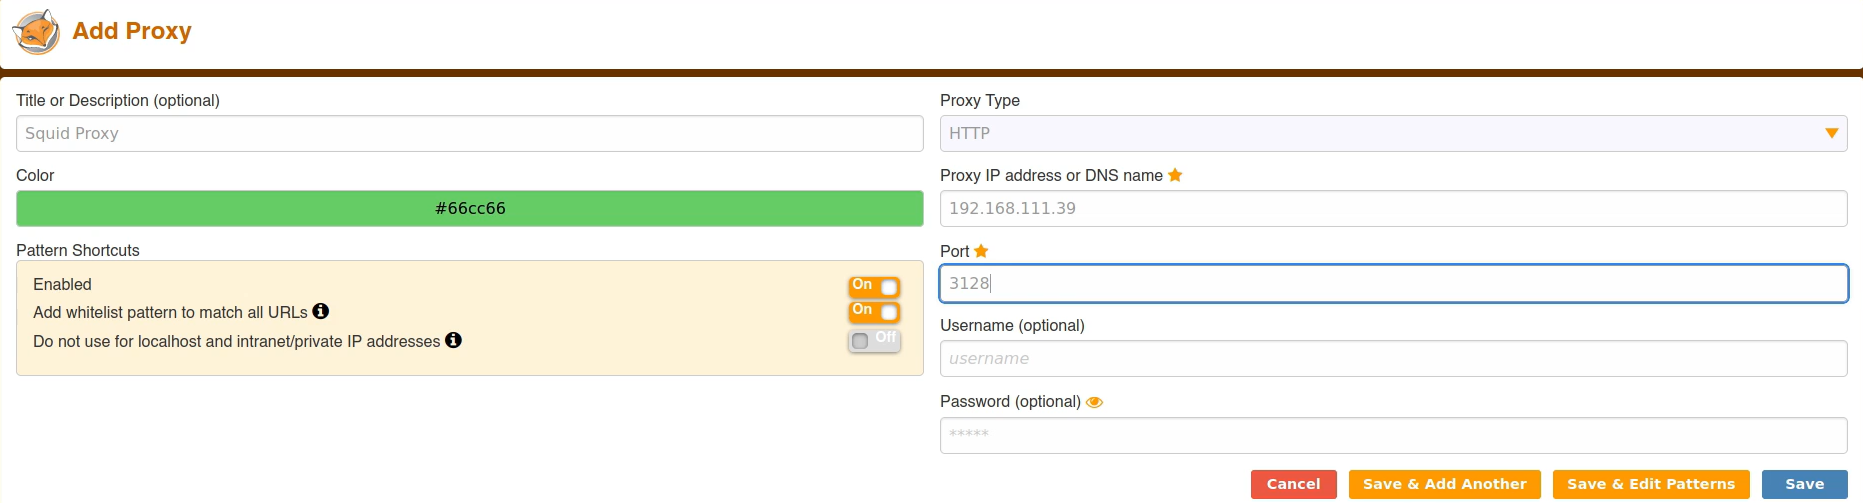 Add Proxy
Title or Description (optional)
Squid Proxy
Color
#66cc66
Pattern Shortcuts
Enabled
On
Add whitelist pattern to match all URLs
On
Do not use for localhost and intranet/private IP addresses
Off
Proxy Type
HTTP
Proxy IP address or DNS name
192.168.111.39
Port
3128
Username (optional)
username
Password (optional)
*****
Cancel
Save & Add Another
Save & Edit Patterns
Save